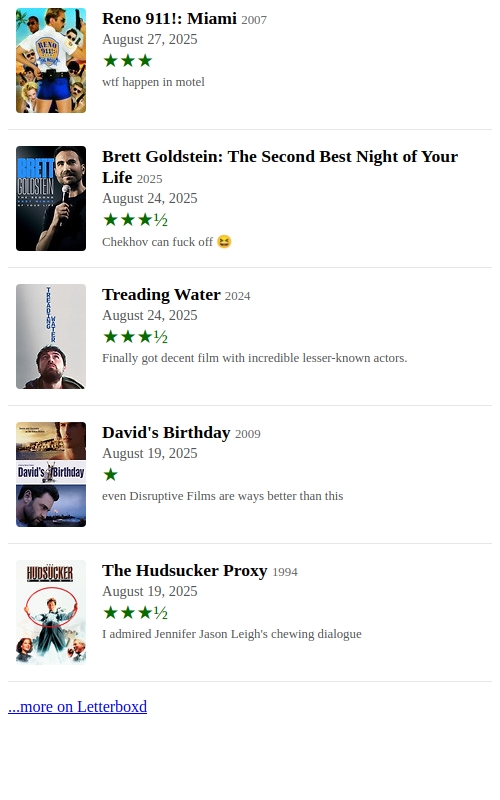 RENO
911!:
Reno 911!: Miami 2007
August 27, 2025
★★★
wtf happen in motel
BRETT
GOLDSTEIN
Brett Goldstein: The Second Best Night of Your
Life 2025
August 24, 2025
★★★½
Chekhov can fuck off 😆
TREADING
WATER
Treading Water 2024
August 24, 2025
★★★½
Finally got decent film with incredible lesser-known actors.
David's Birthday
David's Birthday 2009
August 19, 2025
★
even Disruptive Films are ways better than this
HUDSUCKER
The Hudsucker Proxy 1994
August 19, 2025
★★★½
I admired Jennifer Jason Leigh's chewing dialogue
...more on Letterboxd